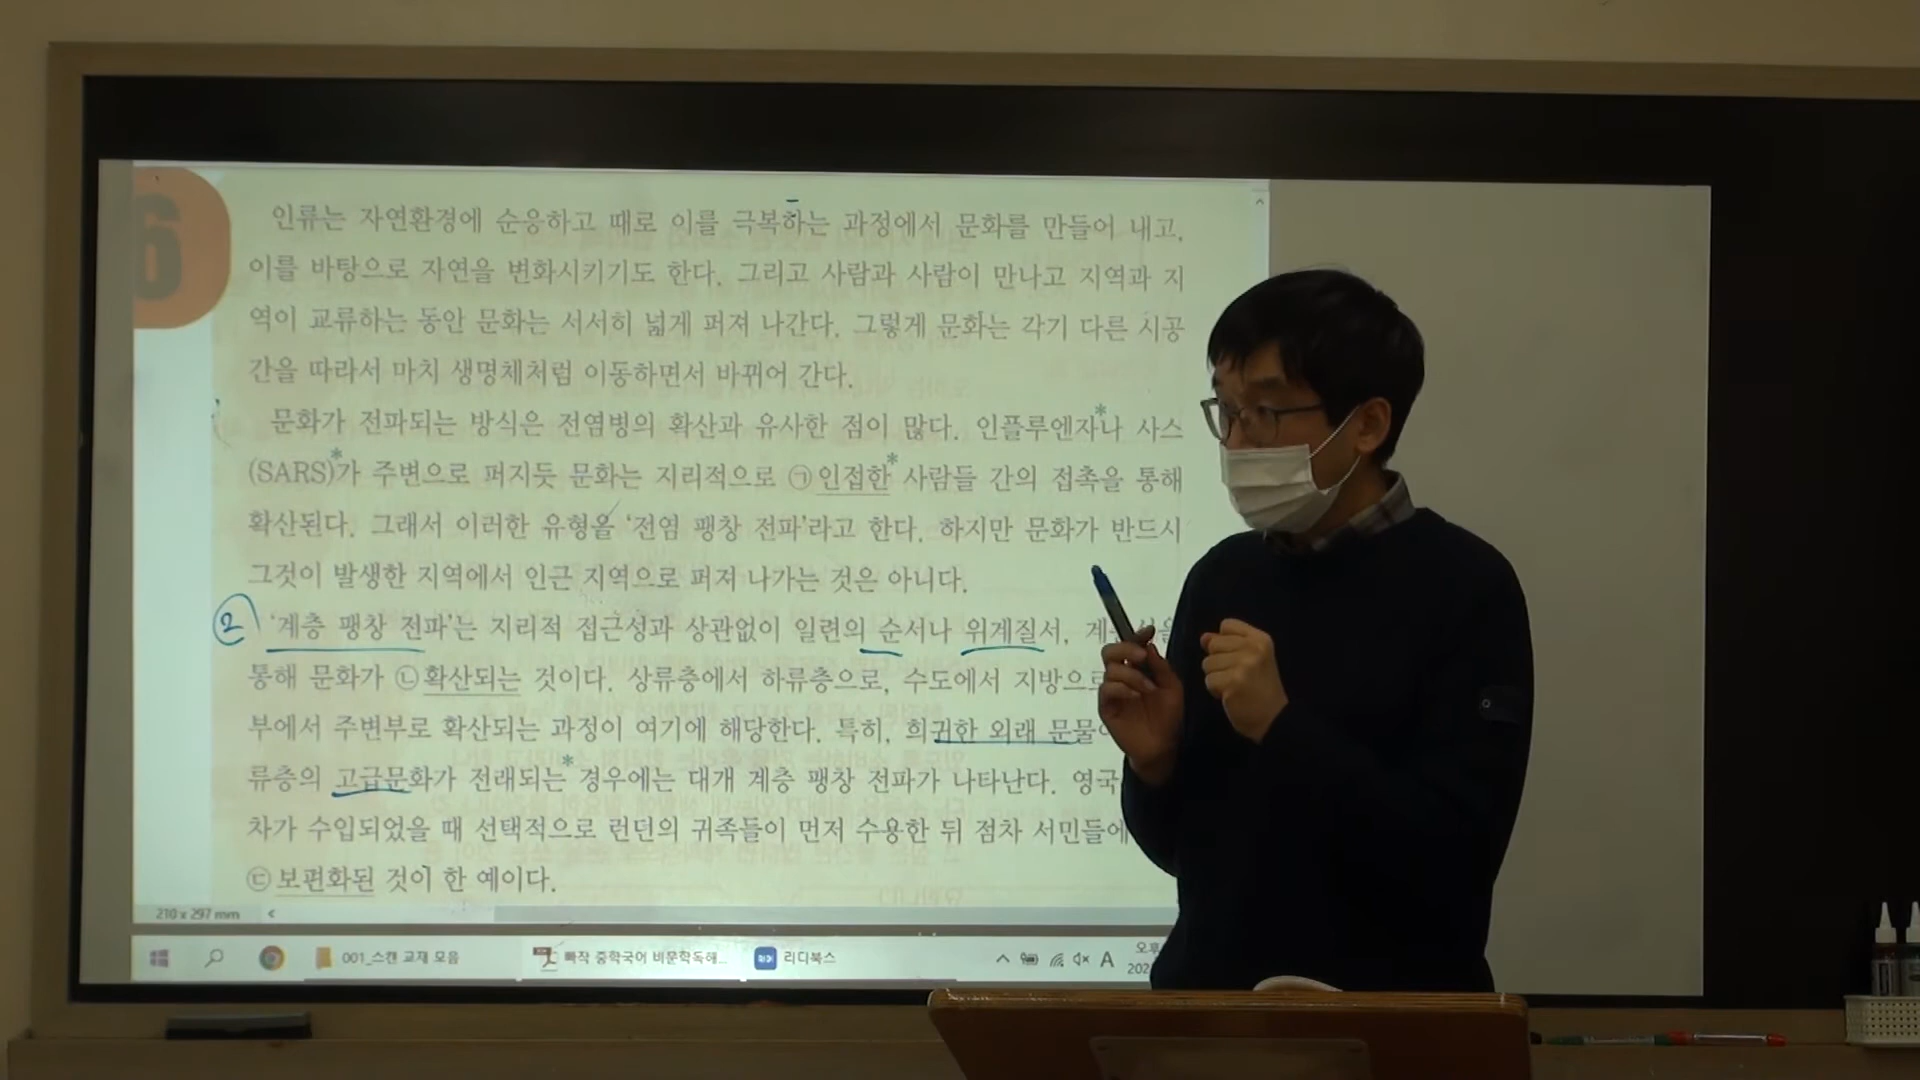 6
인류는 자연환경에 순응하고 때로 이를 극복하는 과정에서 문화를 만들어 내고,
이를 바탕으로 자연을 변화시키기도 한다. 그리고 사람과 사람이 만나고 지역과 지
역이 교류하는 동안 문화는 서서히 넓게 퍼져 나간다. 그렇게 문화는 각기 다른 시공
간을 따라서 마치 생명체처럼 이동하면서 바뀌어 간다.
문화가 전파되는 방식은 전염병의 확산과 유사한 점이 많다. 인플루엔자*나 사스
(SARS)*가 주변으로 퍼지듯 문화는 지리적으로 ㉠인접한* 사람들 간의 접촉을 통해
확산된다. 그래서 이러한 유형을 '전염 팽창 전파'라고 한다. 하지만 문화가 반드시
그것이 발생한 지역에서 인근 지역으로 퍼져 나가는 것은 아니다.
② '계층 팽창 전파'는 지리적 접근성과 상관없이 일련의 순서나 위계질서,
통해 문화가 ㉡확산되는 것이다. 상류층에서 하류층으로, 수도에서 지방으로
부에서 주변부로 확산되는 과정이 여기에 해당한다. 특히, 희귀한 외래 문물
류층의 고급문화가 전래되는* 경우에는 대개 계층 팽창 전파가 나타난다. 영국
차가 수입되었을 때 선택적으로 런던의 귀족들이 먼저 수용한 뒤 점차 서민들에
㉢보편화된 것이 한 예이다.
210 x 297 mm
001_스캔 교재 모음 빠작 중학국어 비문학독해... 리디북스 A 오후